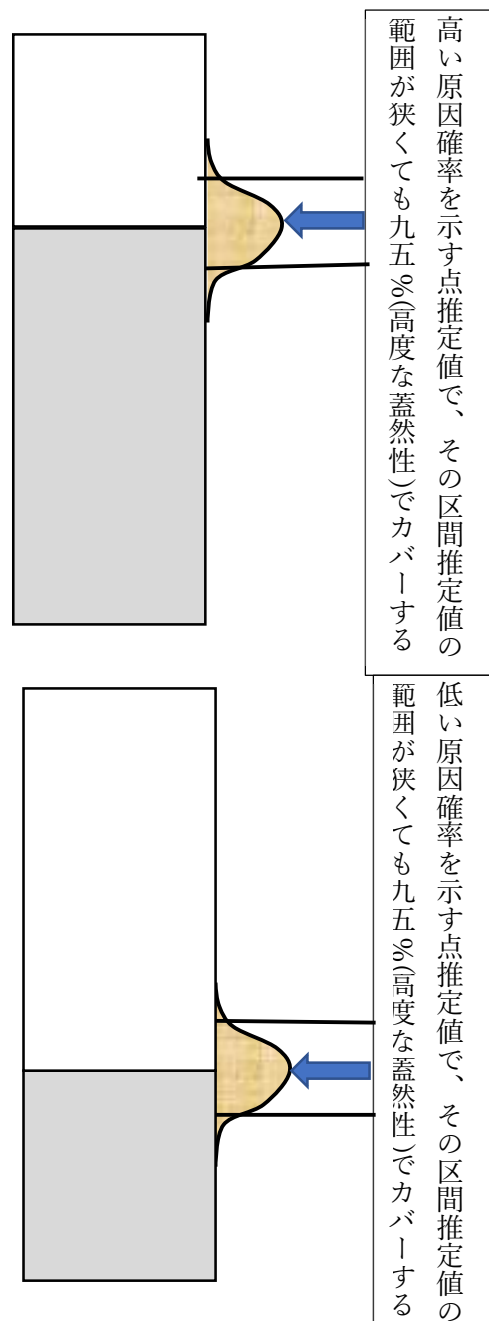 高い原因確率を示す点推定値で、その区間推定値の
範囲が狭くても九五%(高度な蓋然性)でカバーする
低い原因確率を示す点推定値で、その区間推定値の
範囲が狭くても九五%(高度な蓋然性)でカバーする